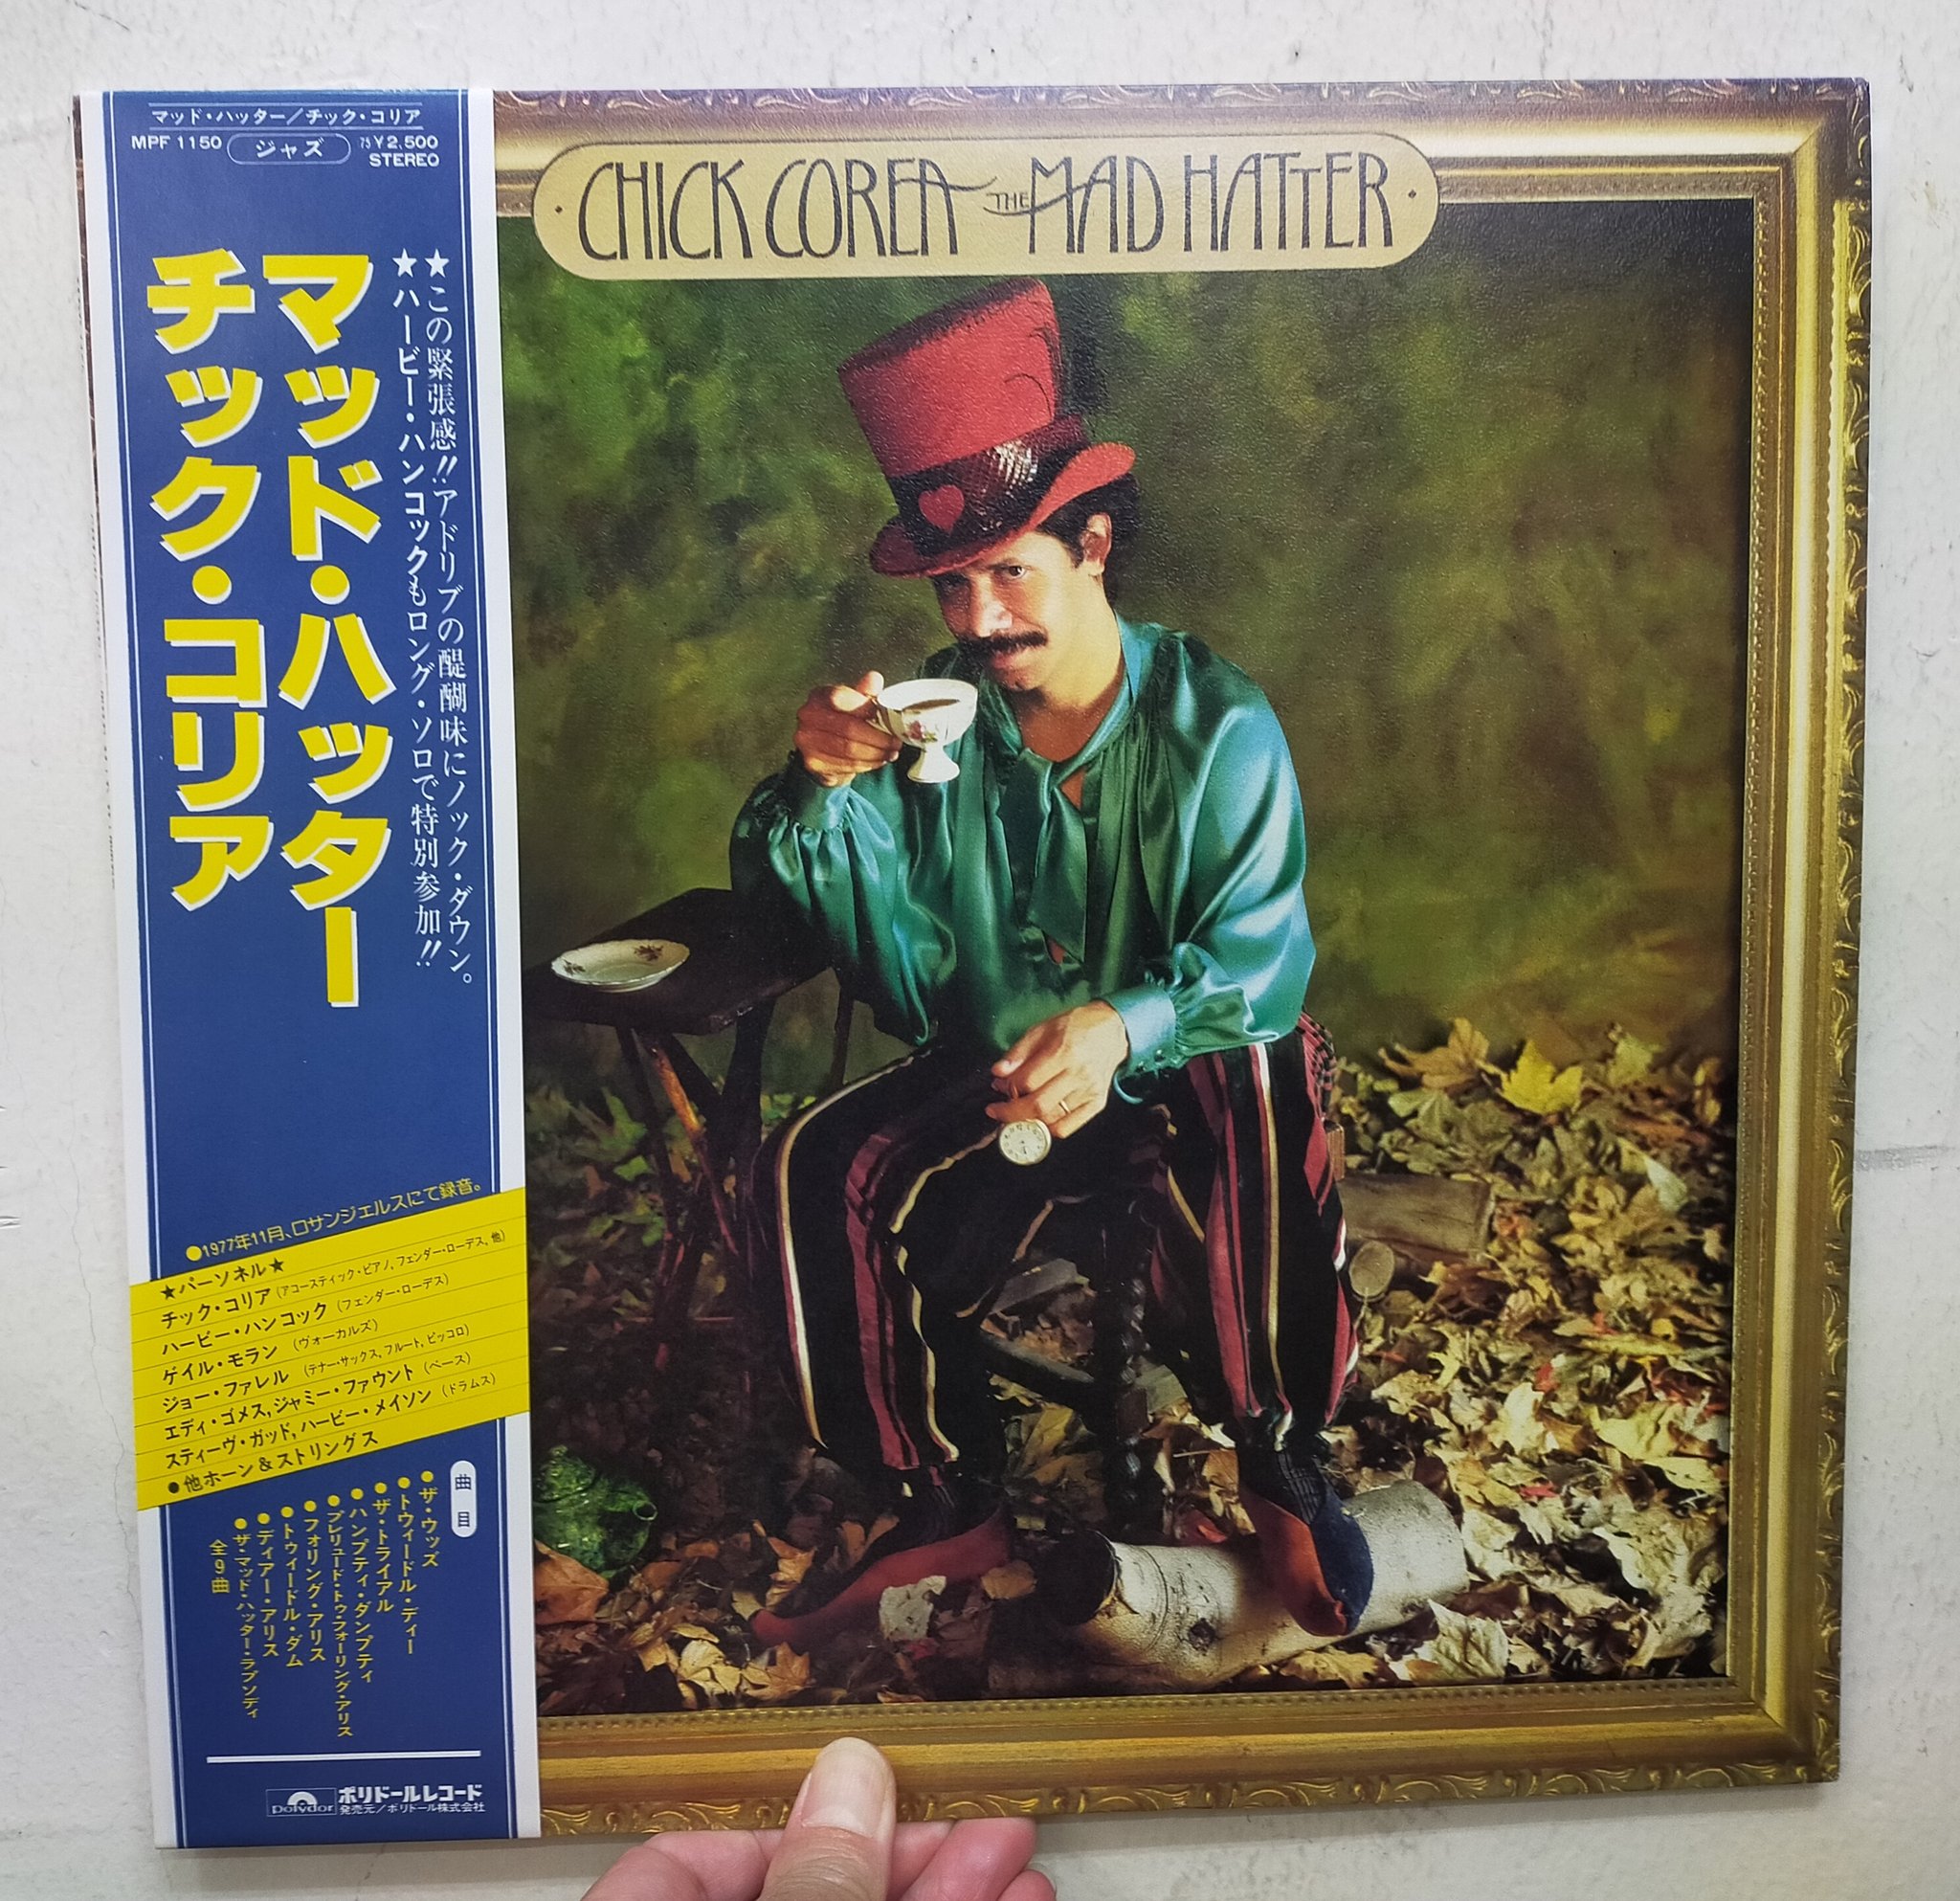 マッド・ハッター/チック・コリア
MPF 1150 ジャズ 75¥2,500
STEREO
CHICK COREA THE MAD HATTER
★この緊張感!!アドリブの醍醐味にノック・ダウン。
★ハービー・ハンコックもロング・ソロで特別参加!!
マッド・ハッター
チック・コリア
●1977年11月、ロサンジェルスにて録音。
★パーソネル★
チック・コリア(アコースティック・ピアノ,フェンダー・ローデス,他)
ハービー・ハンコック(フェンダー・ローデス)
ゲイル・モラン(ヴォーカルズ)
ジョー・ファレル(テナー・サックス,フルート,ピッコロ)
エディ・ゴメス,ジャミー・ファウント(ベース)
スティーヴ・ガッド,ハービー・メイソン(ドラムス)
●他ホーン&ストリングス
曲目
●ザ・ウッズ
●トウィードル・ディー
●ザ・トライアル
●ハンプティ・ダンプティ
●プレリュード・トゥ・フォーリング・アリス
●フォリング・アリス
●トウィードル・ダム
●ディアー・アリス
●ザ・マッド・ハッター・ラプソディ
全9曲
polydor ポリドールレコード
発売元/ポリドール株式会社